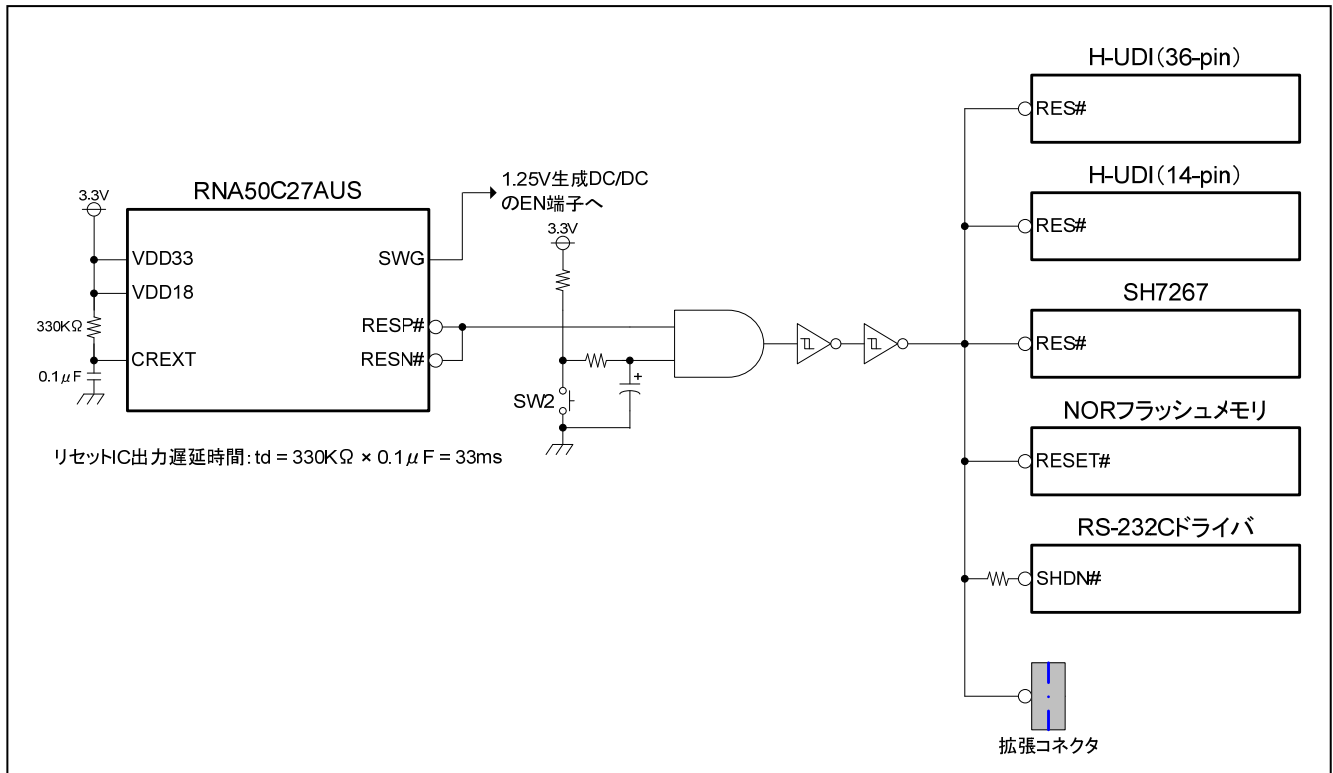 H-UDI(36-pin)
RES#
H-UDI(14-pin)
RES#
SH7267
RES#
NORフラッシュメモリ
RESET#
RS-232Cドライバ
SHDN#
拡張コネクタ
RNA50C27AUS
3.3V
VDD33
VDD18
330KΩ
CREXT
0.1μF
SWG
RESP#
RESN#
1.25V生成DC/DC
のEN端子へ
3.3V
SW2
+
リセットIC出力遅延時間:td = 330KΩ × 0.1μF = 33ms